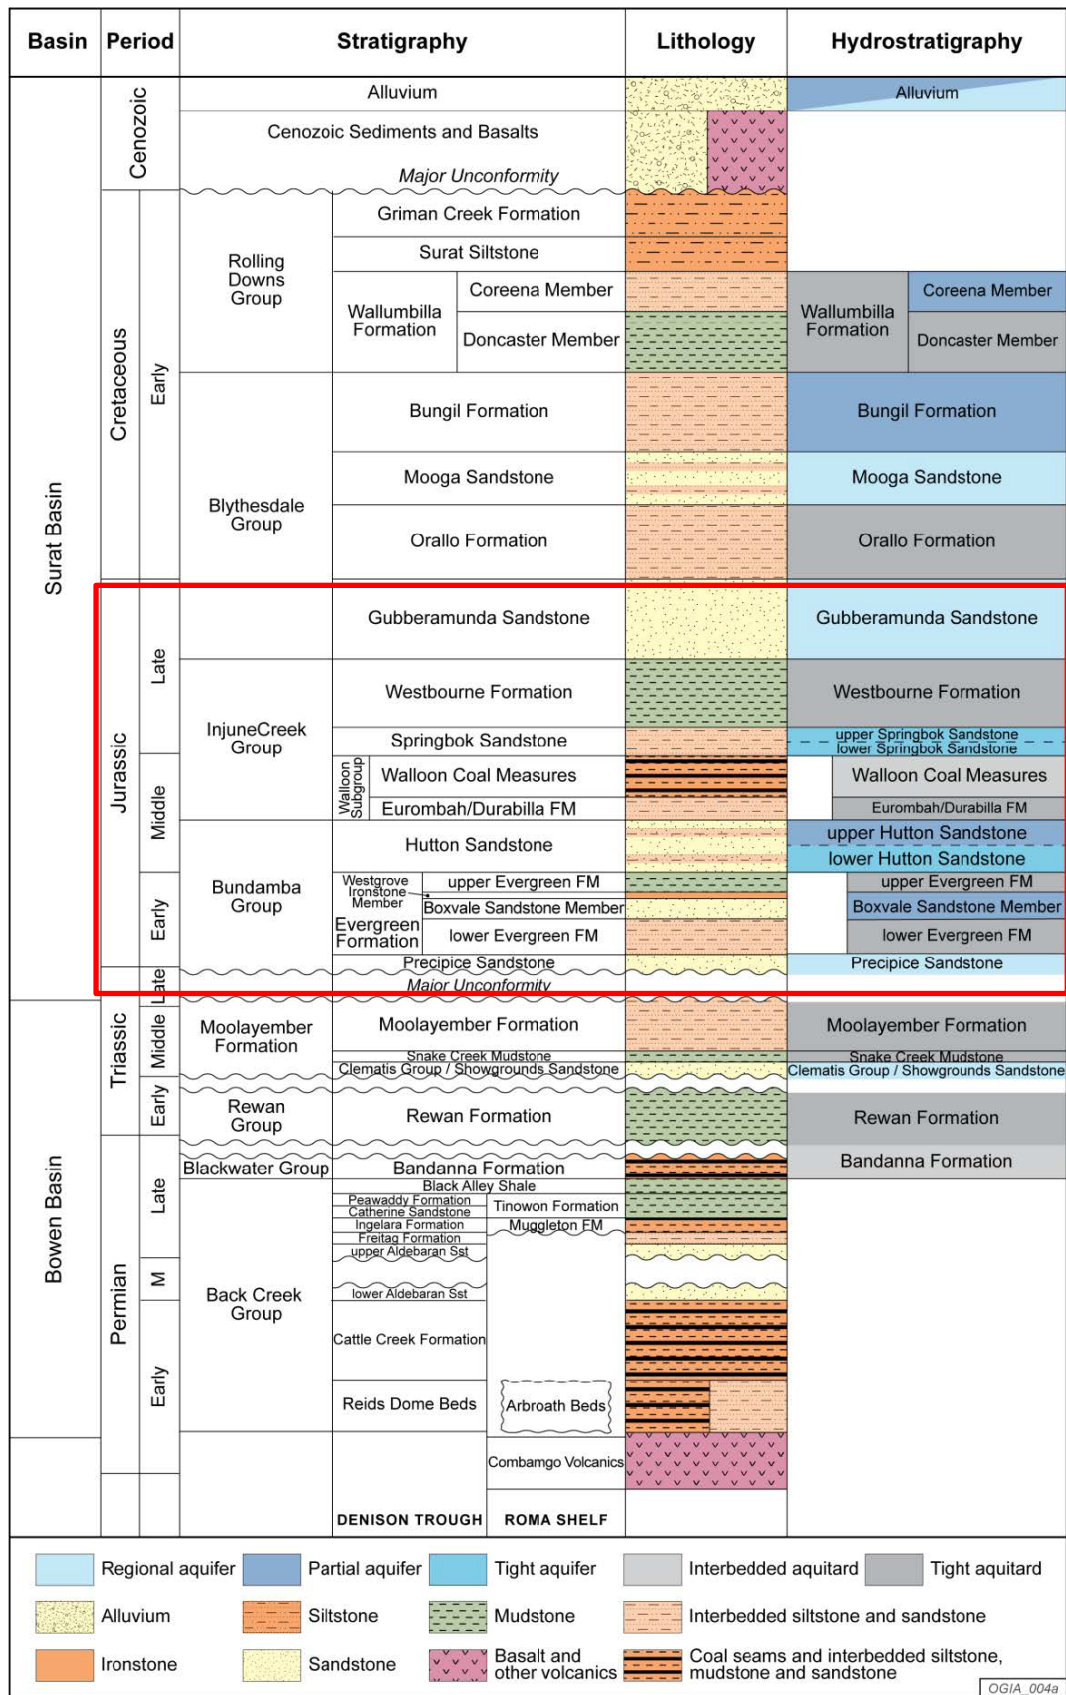 Basin Period Stratigraphy Lithology Hydrostratigraphy
Surat Basin
Bowen Basin
Cenozoic
Cretaceous
Early
Jurassic
Late
Middle
Early
Triassic
Late
Middle
Early
Permian
Late
M
Early
Alluvium
Cenozoic Sediments and Basalts
Major Unconformity
Rolling
Downs
Group
Griman Creek Formation
Surat Siltstone
Wallumbilla
Formation
Coreena Member
Doncaster Member
Blythesdale
Group
Bungil Formation
Mooga Sandstone
Orallo Formation
Gubberamunda Sandstone
InjuneCreek
Group
Westbourne Formation
Springbok Sandstone
Walloon
Subgroup
Walloon Coal Measures
Eurombah/Durabilla FM
Bundamba
Group
Hutton Sandstone
Westgrove
Ironstone
Member
Evergreen
Formation
upper Evergreen FM
Boxvale Sandstone Member
lower Evergreen FM
Precipice Sandstone
Major Unconformity
Moolayember
Formation
Moolayember Formation
Snake Creek Mudstone
Clematis Group / Showgrounds Sandstone
Rewan
Group
Rewan Formation
Blackwater Group
Bandanna Formation
Back Creek
Group
Black Alley Shale
Peawaddy Formation
Catherine Sandstone
Ingelara Formation
Freitag Formation
upper Aldebaran Sst
lower Aldebaran Sst
Cattle Creek Formation
Reids Dome Beds
Tinowon Formation
Muggleton FM
Arbroath Beds
Combamgo Volcanics
DENISON TROUGH
ROMA SHELF
Alluvium
Wallumbilla
Formation
Coreena Member
Doncaster Member
Bungil Formation
Mooga Sandstone
Orallo Formation
Gubberamunda Sandstone
Westbourne Formation
upper Springbok Sandstone
lower Springbok Sandstone
Walloon Coal Measures
Eurombah/Durabilla FM
upper Hutton Sandstone
lower Hutton Sandstone
upper Evergreen FM
Boxvale Sandstone Member
lower Evergreen FM
Precipice Sandstone
Moolayember Formation
Snake Creek Mudstone
Clematis Group / Showgrounds Sandstone
Rewan Formation
Bandanna Formation
Regional aquifer Partial aquifer Tight aquifer Interbedded aquitard Tight aquitard
Alluvium Siltstone Mudstone Interbedded siltstone and sandstone
Ironstone Sandstone
Basalt and
other volcanics
Coal seams and interbedded siltstone,
mudstone and sandstone
OGIA_004a